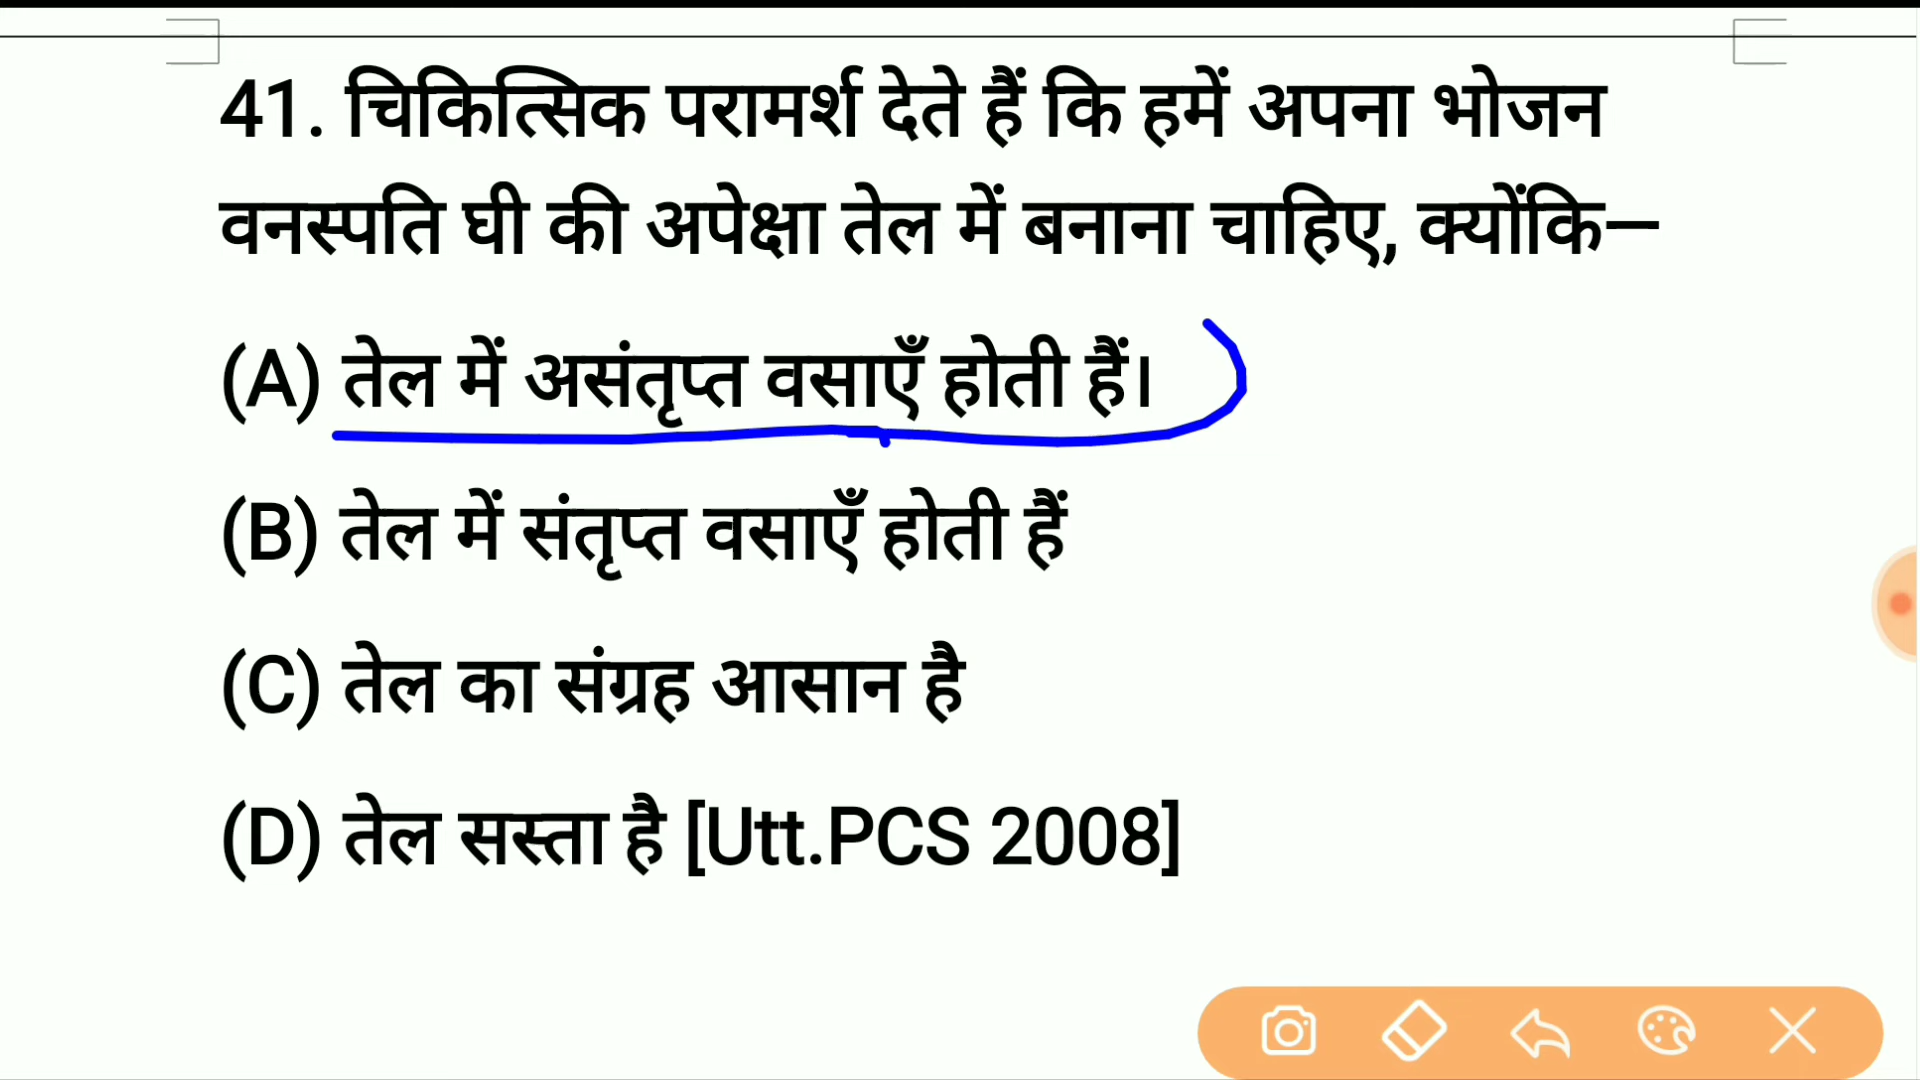 41. चिकित्सिक परामर्श देते हैं कि हमें अपना भोजन
वनस्पति घी की अपेक्षा तेल में बनाना चाहिए, क्योंकि—
(A) तेल में असंतृप्त वसाएँ होती हैं।
(B) तेल में संतृप्त वसाएँ होती हैं
(C) तेल का संग्रह आसान है
(D) तेल सस्ता है [Utt.PCS 2008]